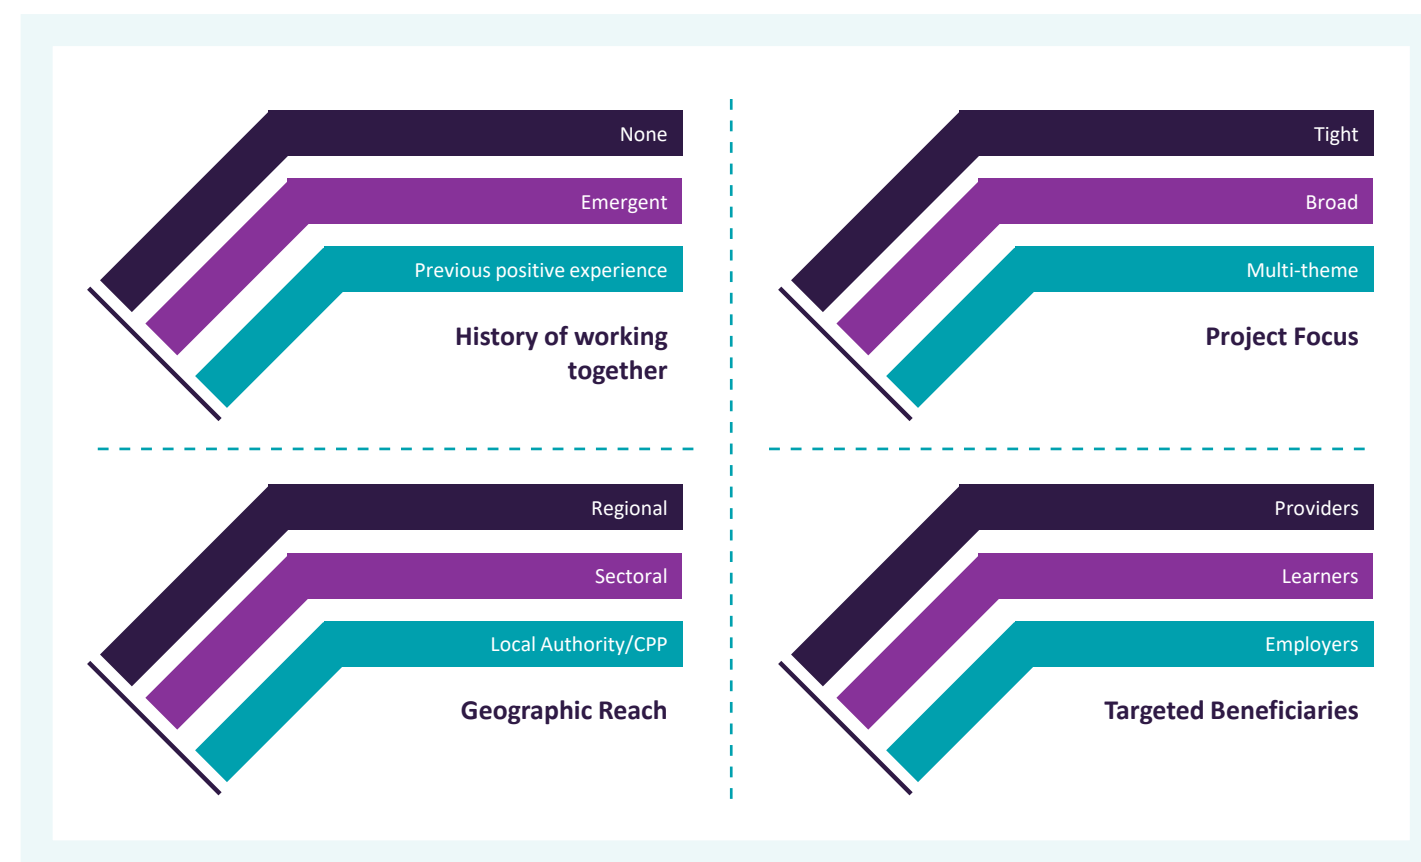 None
Emergent
Previous positive experience
History of working
together
Tight
Broad
Multi-theme
Project Focus
Regional
Sectoral
Local Authority/CPP
Geographic Reach
Providers
Learners
Employers
Targeted Beneficiaries